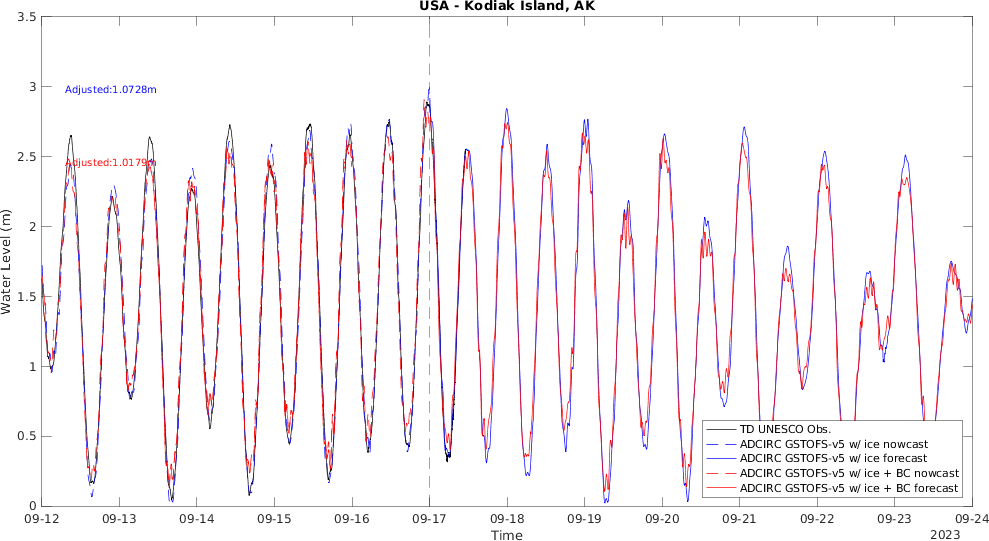 USA - Kodiak Island, AK
3.5
3
2.5
2
1.5
1
0.5
0
Water Level (m)
Adjusted:1.0728m
Adjusted:1.0179m
TD UNESCO Obs.
ADCIRC GSTOFS-v5 w/ ice nowcast
ADCIRC GSTOFS-v5 w/ ice forecast
ADCIRC GSTOFS-v5 w/ ice + BC nowcast
ADCIRC GSTOFS-v5 w/ ice + BC forecast
09-12 09-13 09-14 09-15 09-16 09-17 09-18 09-19 09-20 09-21 09-22 09-23 09-24
Time
2023